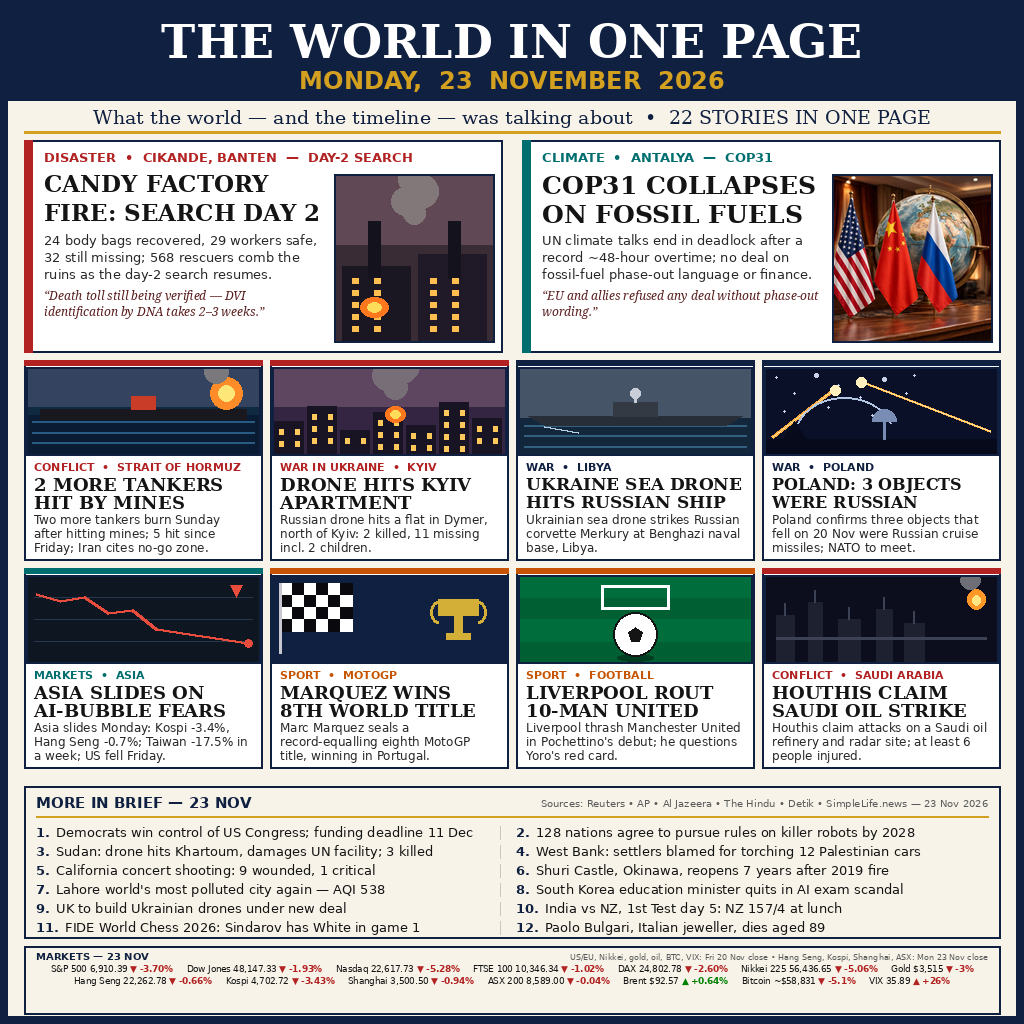 THE WORLD IN ONE PAGE
MONDAY, 23 NOVEMBER 2026
What the world — and the timeline — was talking about • 22 STORIES IN ONE PAGE
DISASTER • CIKANDE, BANTEN — DAY-2 SEARCH
CANDY FACTORY
FIRE: SEARCH DAY 2
24 body bags recovered, 29 workers safe,
32 still missing; 568 rescuers comb the
ruins as the day-2 search resumes.
“Death toll still being verified — DVI
identification by DNA takes 2–3 weeks.”
CLIMATE • ANTALYA — COP31
COP31 COLLAPSES
ON FOSSIL FUELS
UN climate talks end in deadlock after a
record ~48-hour overtime; no deal on
fossil-fuel phase-out language or finance.
“EU and allies refused any deal without phase-out
wording.”
CONFLICT • STRAIT OF HORMUZ
2 MORE TANKERS
HIT BY MINES
Two more tankers burn Sunday
after hitting mines; 5 hit since
Friday; Iran cites no-go zone.
WAR IN UKRAINE • KYIV
DRONE HITS KYIV
APARTMENT
Russian drone hits a flat in Dymer,
north of Kyiv: 2 killed, 11 missing
incl. 2 children.
WAR • LIBYA
UKRAINE SEA DRONE
HITS RUSSIAN SHIP
Ukrainian sea drone strikes Russian
corvette Merkury at Benghazi naval
base, Libya.
WAR • POLAND
POLAND: 3 OBJECTS
WERE RUSSIAN
Poland confirms three objects that
fell on 20 Nov were Russian cruise
missiles; NATO to meet.
MARKETS • ASIA
ASIA SLIDES ON
AI-BUBBLE FEARS
Asia slides Monday: Kospi -3.4%,
Hang Seng -0.7%; Taiwan -17.5% in
a week; US fell Friday.
SPORT • MOTOGP
MARQUEZ WINS
8TH WORLD TITLE
Marc Marquez seals a
record-equalling eighth MotoGP
title, winning in Portugal.
SPORT • FOOTBALL
LIVERPOOL ROUT
10-MAN UNITED
Liverpool thrash Manchester United
in Pochettino's debut; he questions
Yoro's red card.
CONFLICT • SAUDI ARABIA
HOUTHIS CLAIM
SAUDI OIL STRIKE
Houthis claim attacks on a Saudi oil
refinery and radar site; at least 6
people injured.
MORE IN BRIEF — 23 NOV
Sources: Reuters • AP • Al Jazeera • The Hindu • Detik • SimpleLife.news — 23 Nov 2026
1. Democrats win control of US Congress; funding deadline 11 Dec
2. 128 nations agree to pursue rules on killer robots by 2028
3. Sudan: drone hits Khartoum, damages UN facility; 3 killed
4. West Bank: settlers blamed for torching 12 Palestinian cars
5. California concert shooting: 9 wounded, 1 critical
6. Shuri Castle, Okinawa, reopens 7 years after 2019 fire
7. Lahore world's most polluted city again — AQI 538
8. South Korea education minister quits in AI exam scandal
9. UK to build Ukrainian drones under new deal
10. India vs NZ, 1st Test day 5: NZ 157/4 at lunch
11. FIDE World Chess 2026: Sindarov has White in game 1
12. Paolo Bulgari, Italian jeweller, dies aged 89
MARKETS — 23 NOV
US/EU, Nikkei, gold, oil, BTC, VIX: Fri 20 Nov close • Hang Seng, Kospi, Shanghai, ASX: Mon 23 Nov close
S&P 500 6,910.39 ▼ -3.70% Dow Jones 48,147.33 ▼ -1.93% Nasdaq 22,617.73 ▼ -5.28% FTSE 100 10,346.34 ▼ -1.02% DAX 24,802.78 ▼ -2.60% Nikkei 225 56,436.65 ▼ -5.06% Gold $3,515 ▼ -3%
Hang Seng 22,262.78 ▼ -0.66% Kospi 4,702.72 ▼ -3.43% Shanghai 3,500.50 ▼ -0.94% ASX 200 8,589.00 ▼ -0.04% Brent $92.57 ▲ +0.64% Bitcoin ~$58,831 ▼ -5.1% VIX 35.89 ▲ +26%